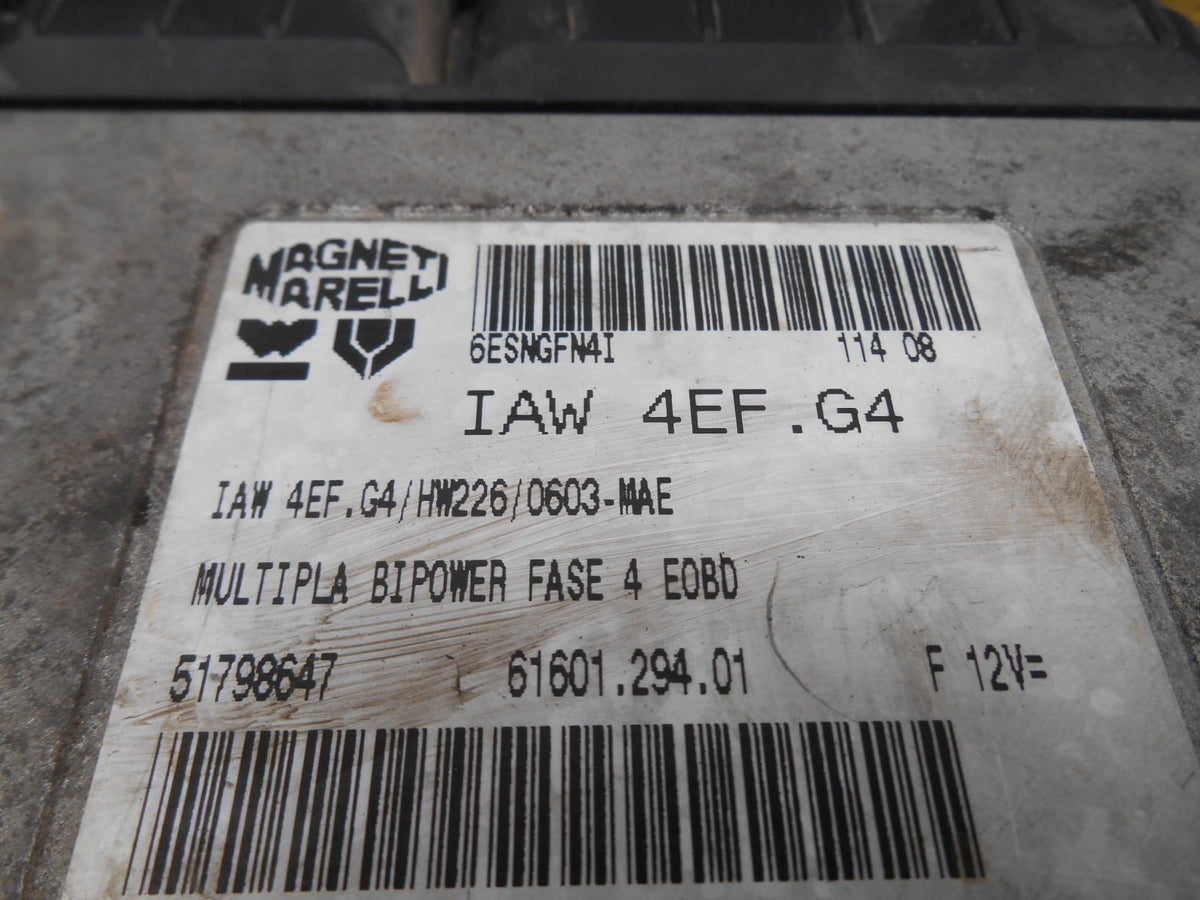 MAGNETI
MARELLI
6ESNGFN4I 114 08
IAW 4EF.G4
IAW 4EF.G4/HW226/0603-MAE
MULTIPLA BIPOWER FASE 4 EOBD
51798647 61601.294.01 F 12V=